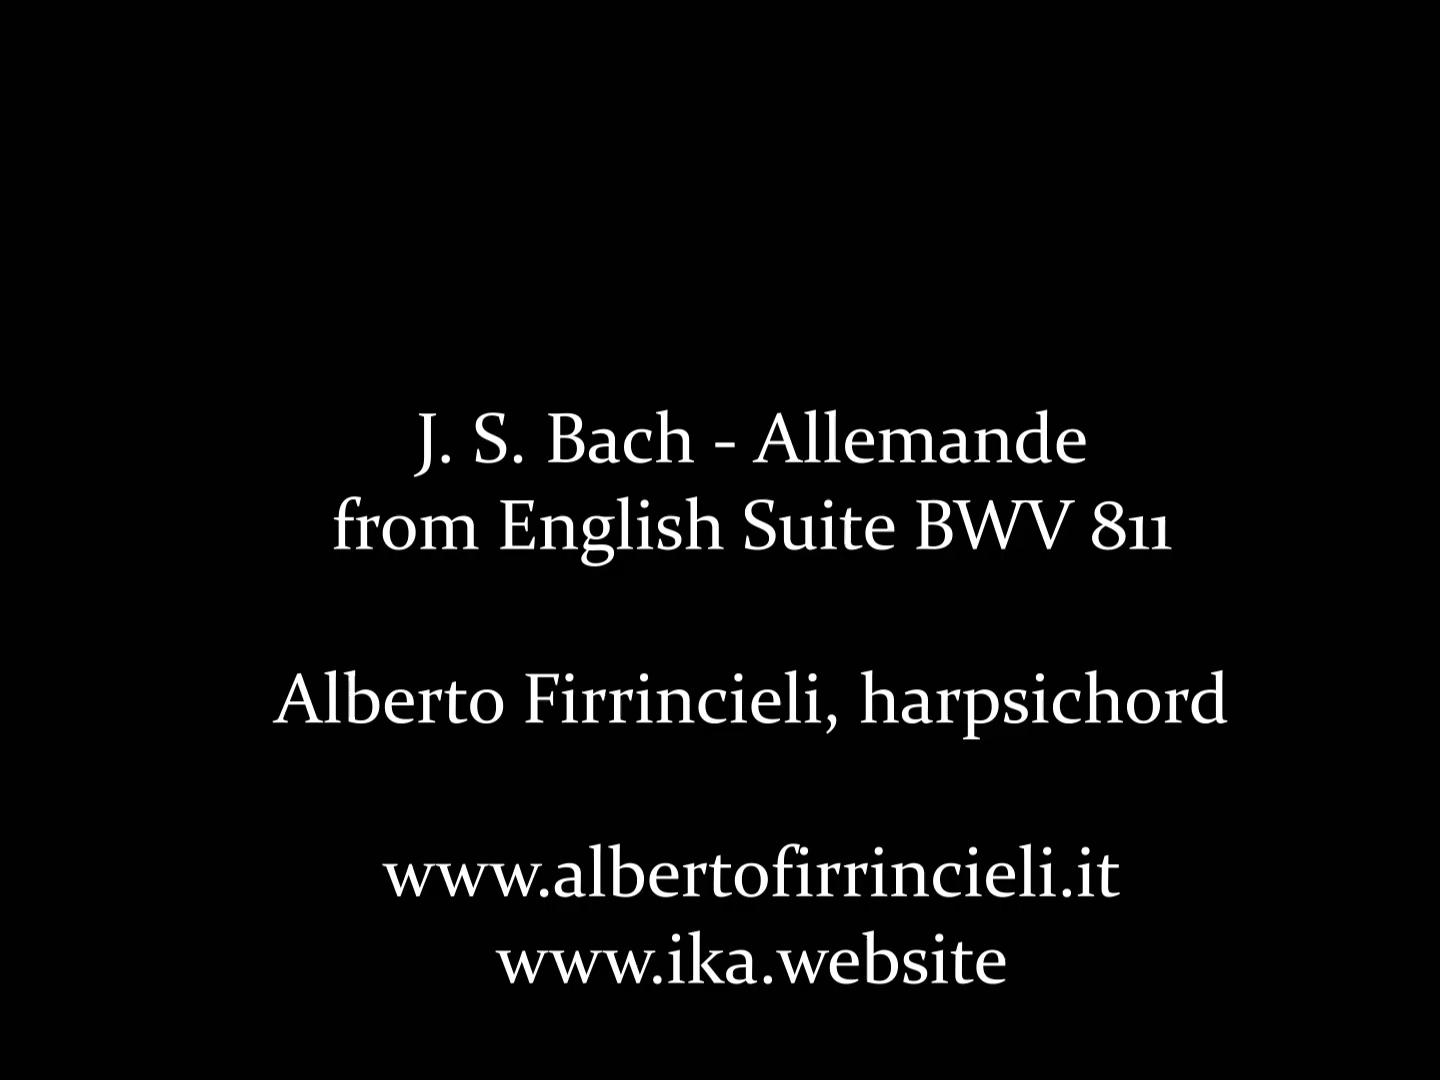 J. S. Bach - Allemande
from English Suite BWV 811
Alberto Firrincieli, harpsichord
www.albertofirrincieli.it
www.ika.website